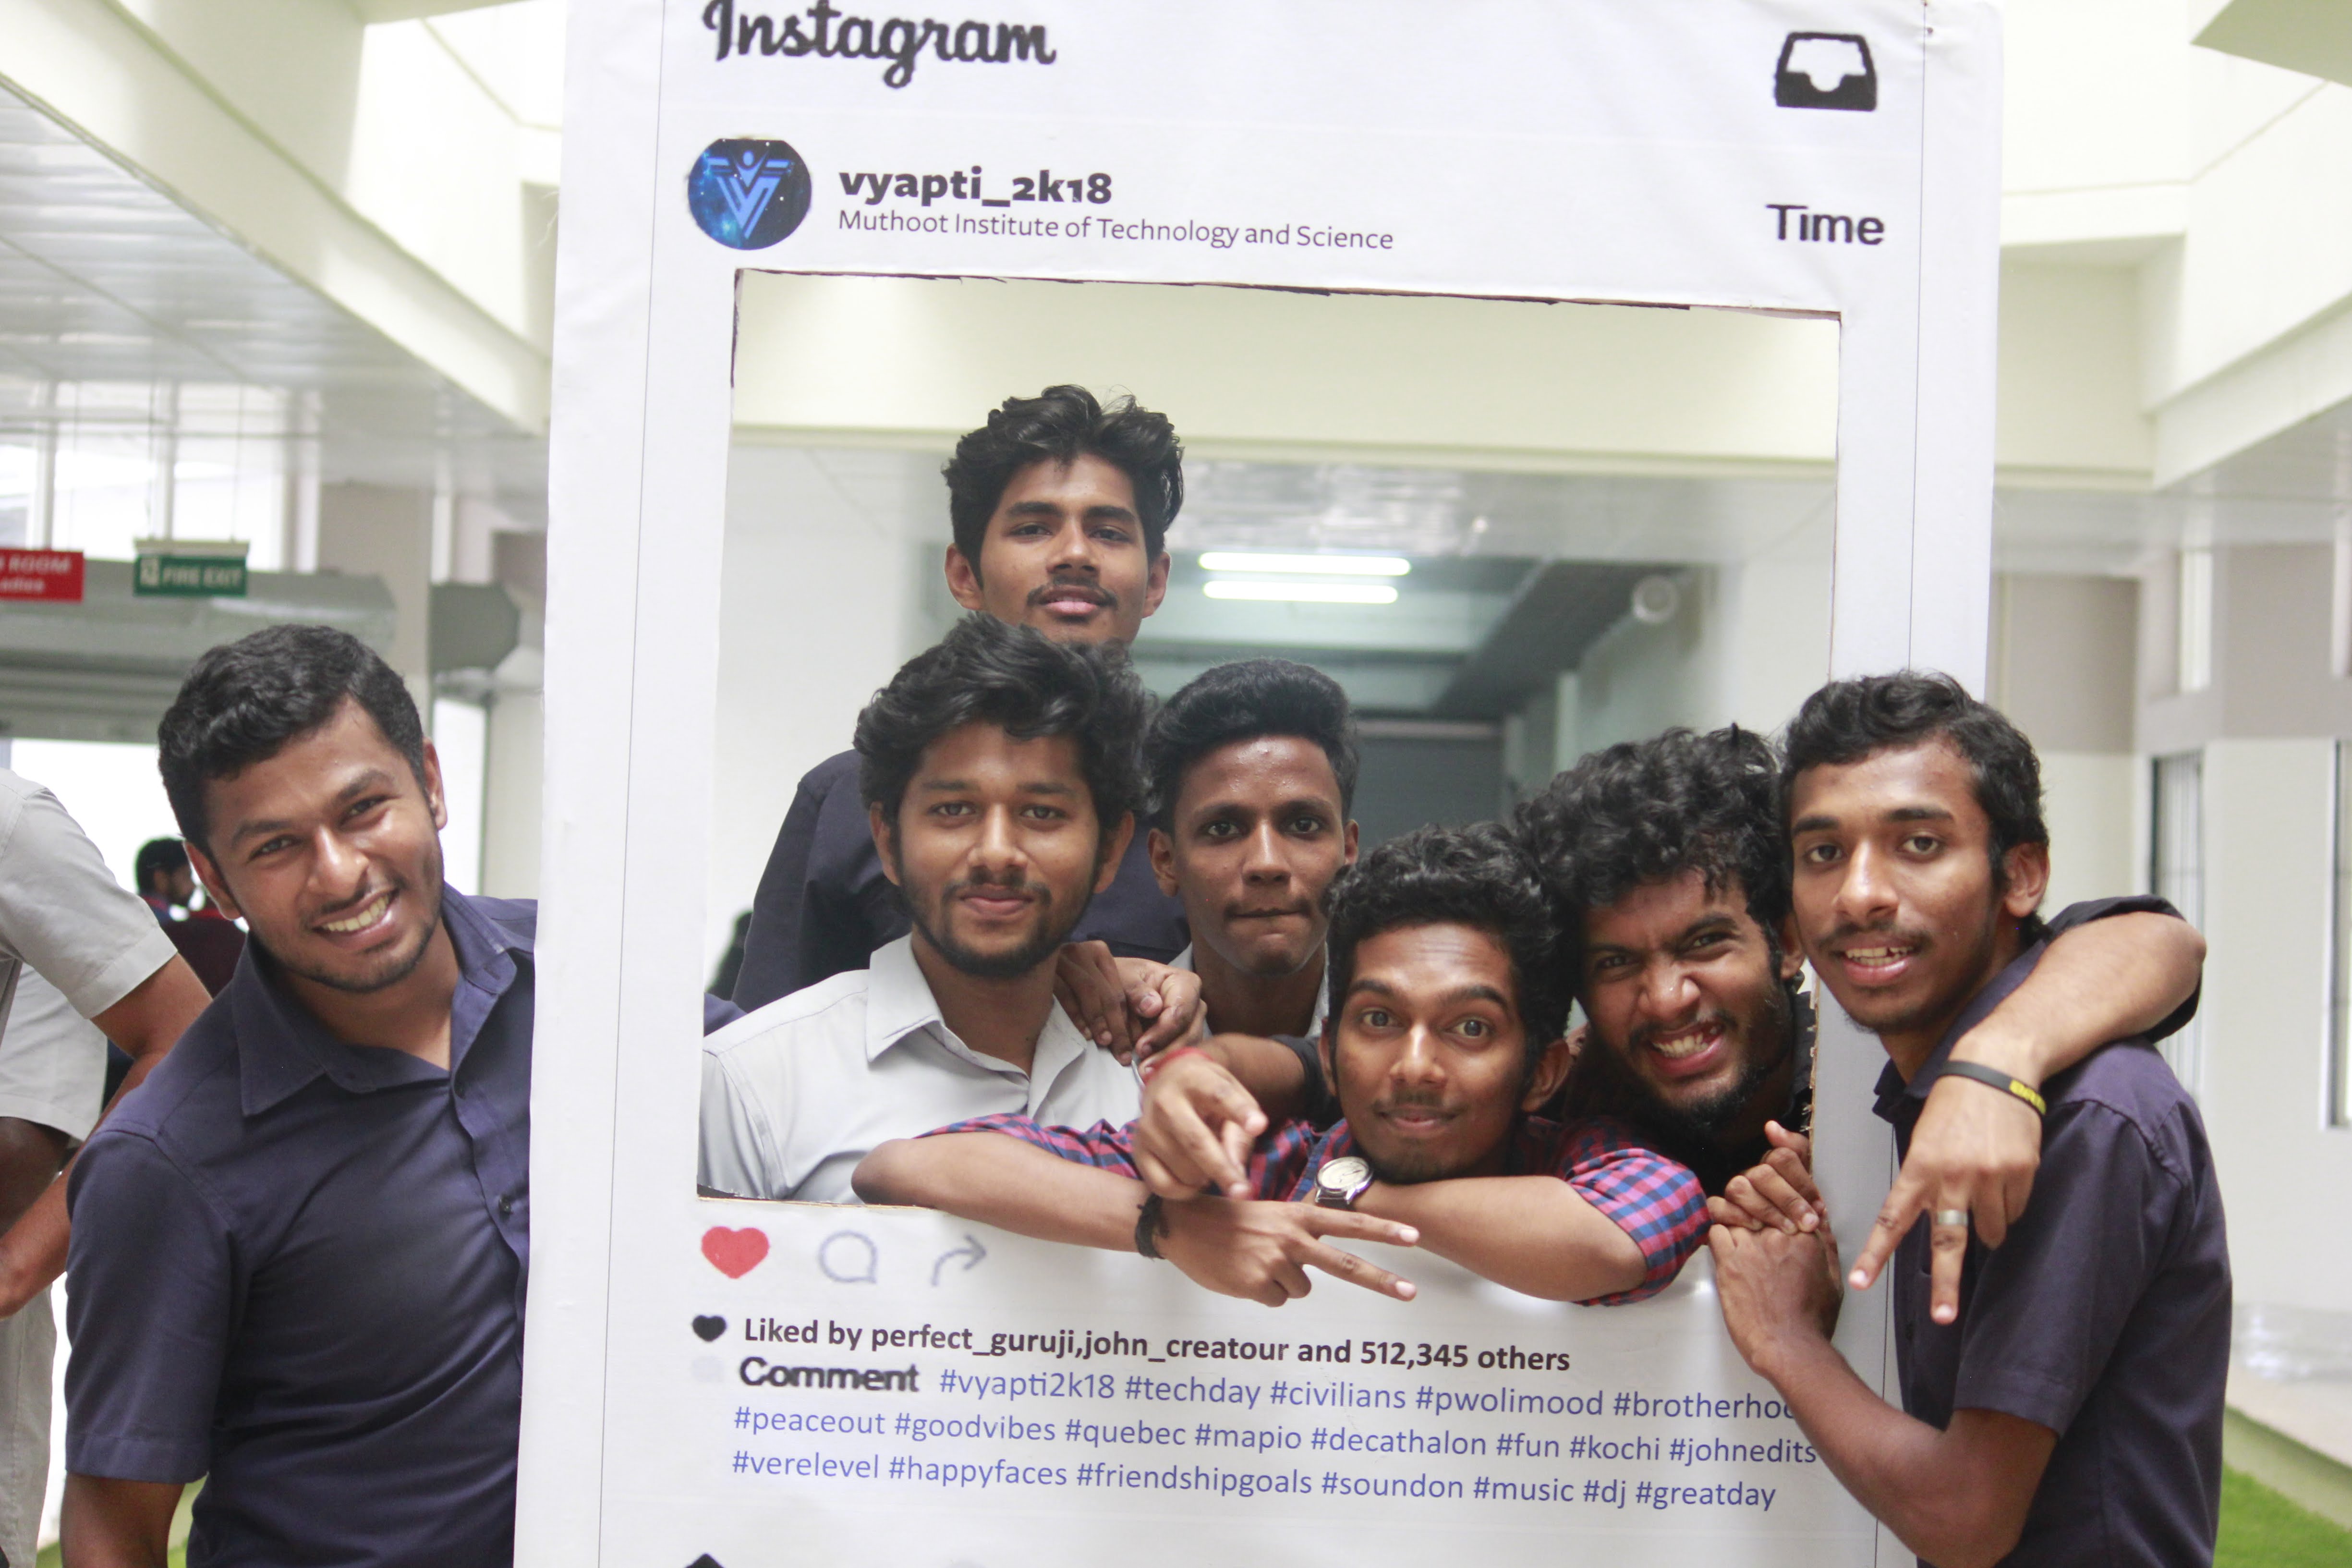 Instagram
vyapti_2k18
Muthoot Institute of Technology and Science
Time
ROOM
FIRE EXIT
Liked by perfect_guruji,john_creatour and 512,345 others
Comment #vyapti2k18 #techday #civilians #pwolimood #brotherhoo
#peaceout #goodvibes #quebec #mapio #decathalon #fun #kochi #johnedits
#verelevel #happyfaces #friendshipgoals #soundon #music #dj #greatday